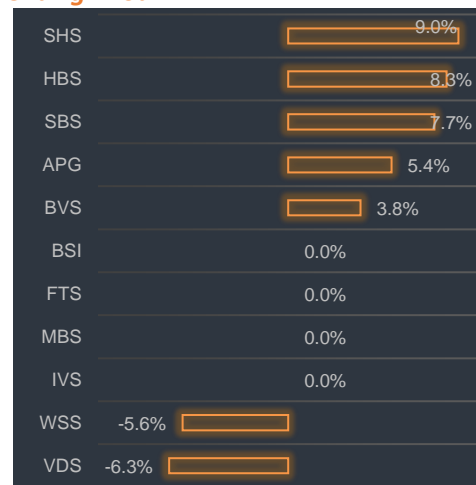 SHS 9.0%
HBS 8.3%
SBS 7.7%
APG 5.4%
BVS 3.8%
BSI 0.0%
FTS 0.0%
MBS 0.0%
IVS 0.0%
WSS -5.6%
VDS -6.3%